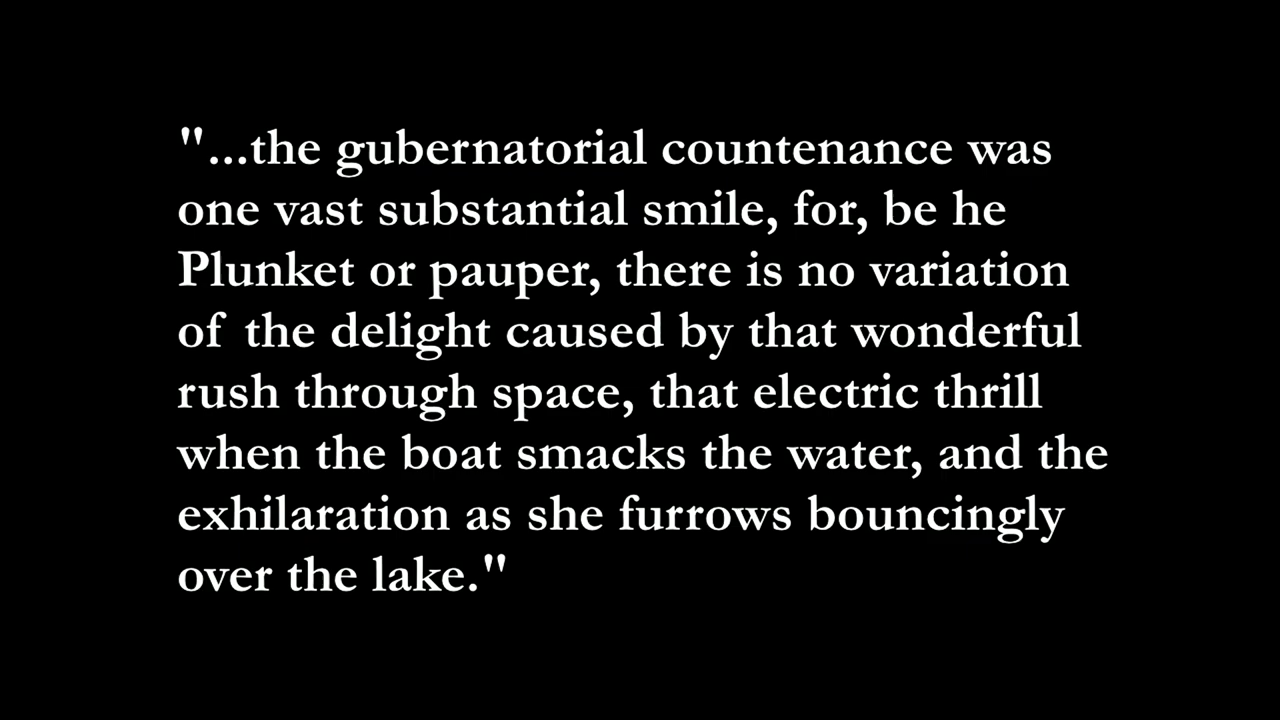 "...the gubernatorial countenance was
one vast substantial smile, for, be he
Plunket or pauper, there is no variation
of the delight caused by that wonderful
rush through space, that electric thrill
when the boat smacks the water, and the
exhilaration as she furrows bouncingly
over the lake."